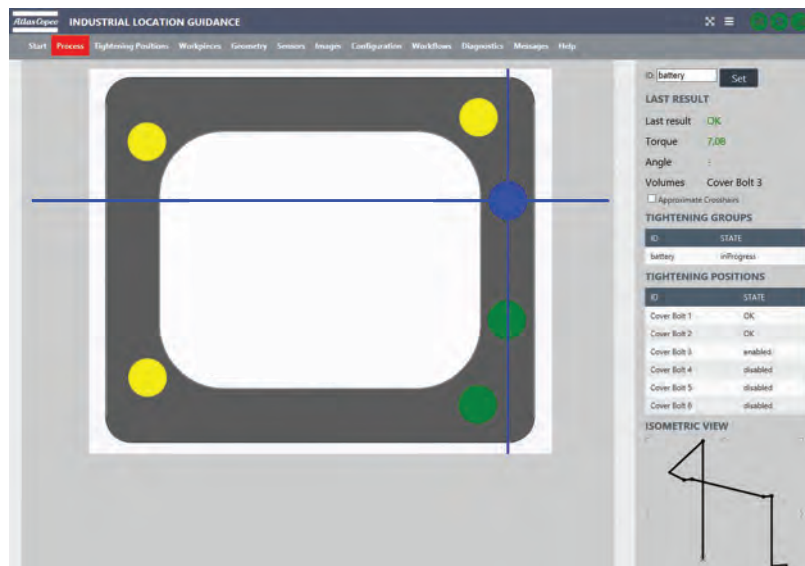 Atlas Copco INDUSTRIAL LOCATION GUIDANCE
Start Process Tightening Positions Workpieces Geometry Sensors Images Configuration Workflows Diagnostics Messages Help
ID: battery Set
LAST RESULT
Last result OK
Torque 7.08
Angle
Volumes Cover Bolt 3
Approximate Crosshairs
TIGHTENING GROUPS
ID STATE
battery inProgress
TIGHTENING POSITIONS
ID STATE
Cover Bolt 1 OK
Cover Bolt 2 OK
Cover Bolt 3 enabled
Cover Bolt 4 disabled
Cover Bolt 5 disabled
Cover Bolt 6 disabled
ISOMETRIC VIEW